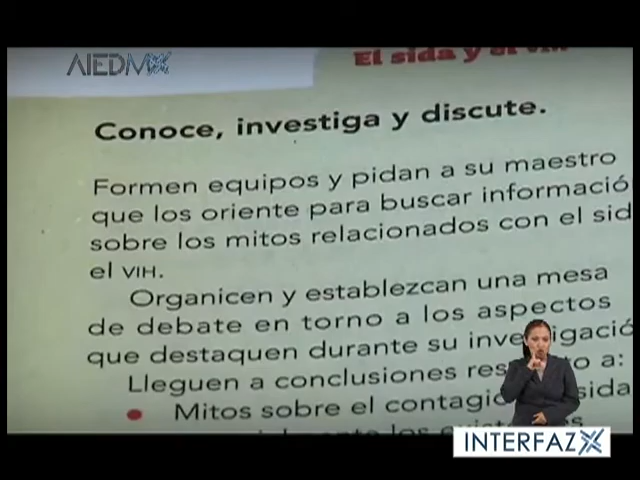 AIEDMX
El sida y el VIH
Conoce, investiga y discute.
Formen equipos y pidan a su maestro
que los oriente para buscar informació
sobre los mitos relacionados con el sid
el VIH.
Organicen y establezcan una mesa
de debate en torno a los aspectos
que destaquen durante su investigació
Lleguen a conclusiones res to a:
• Mitos sobre el contagio sida
INTERFAZ